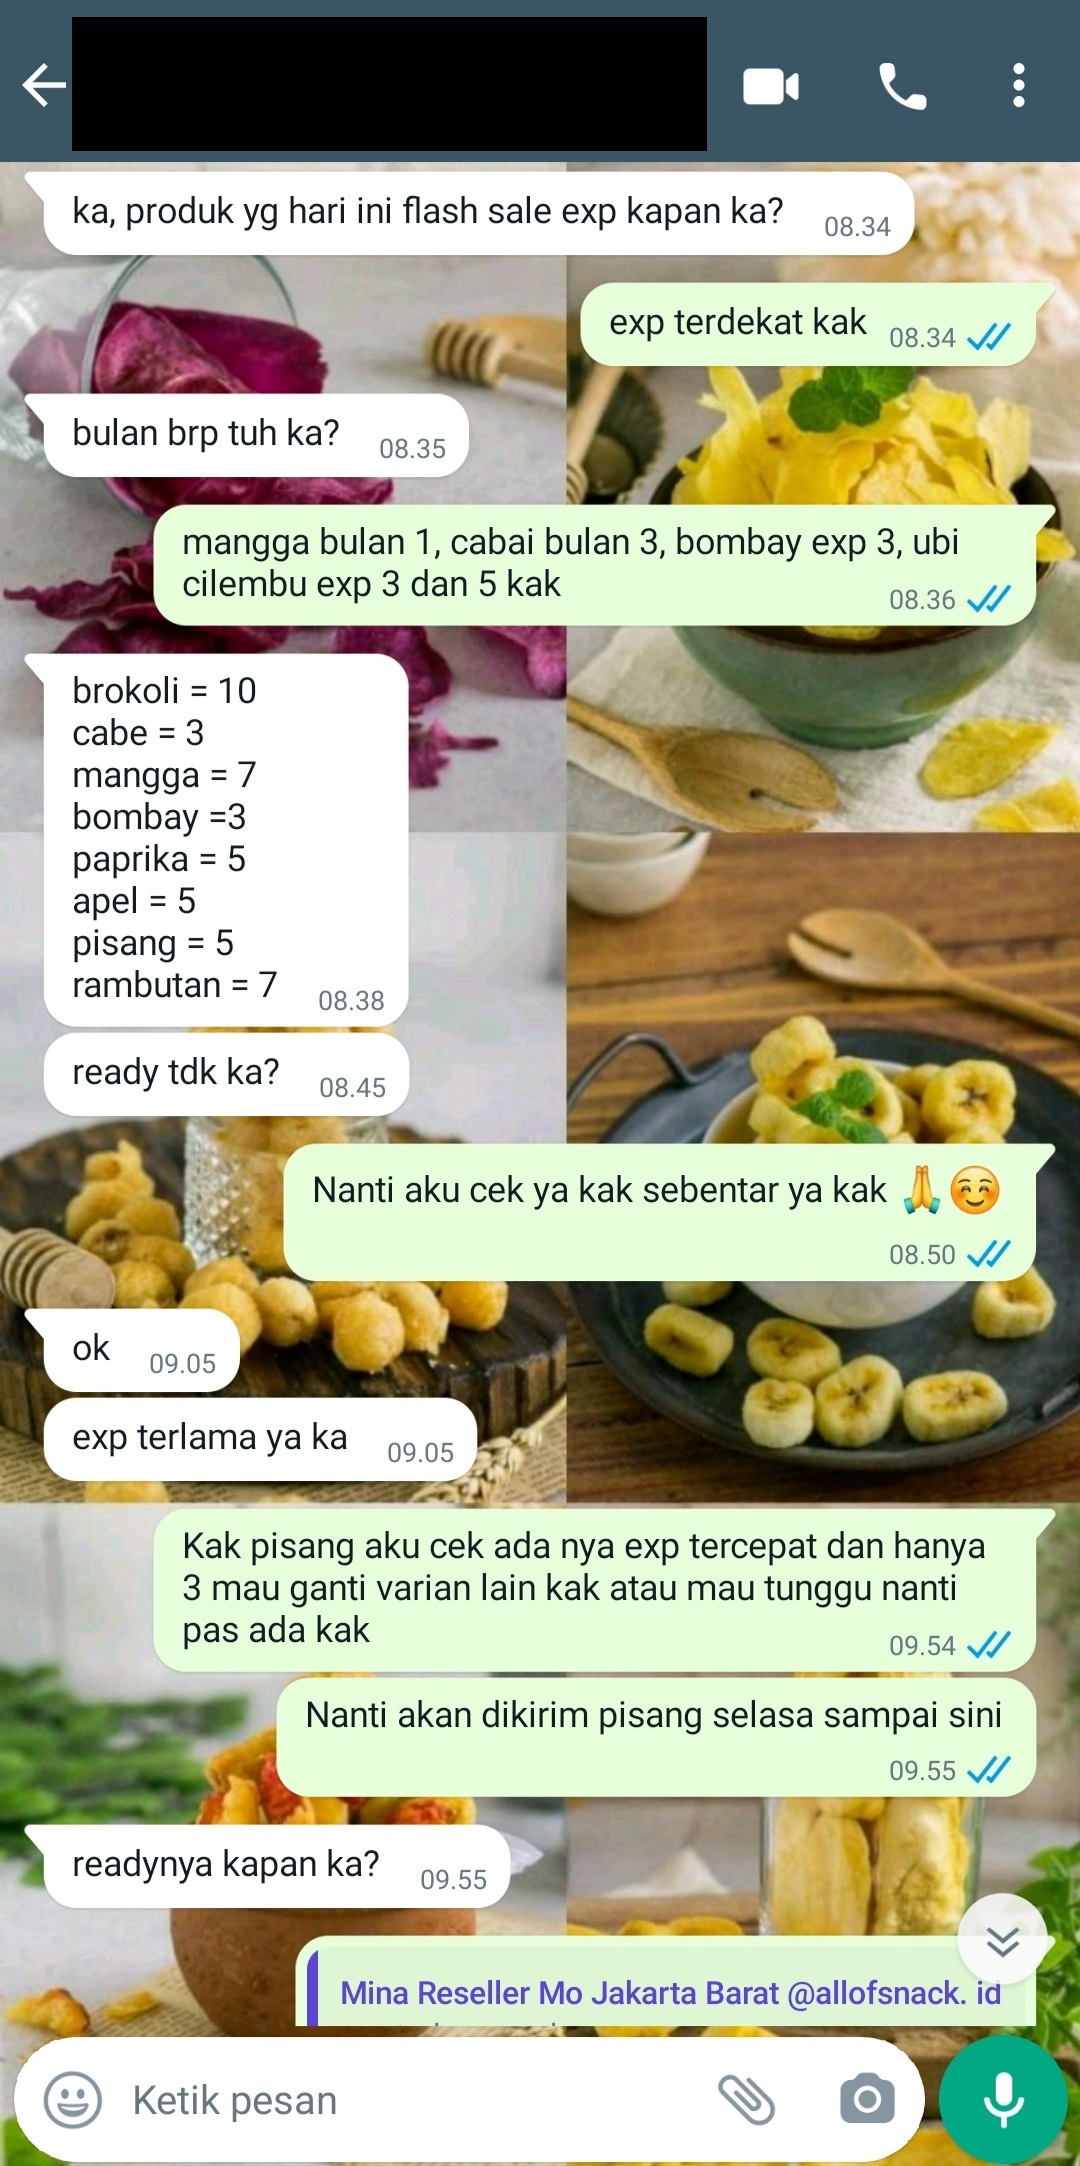 ka, produk yg hari ini flash sale exp kapan ka? 08.34
exp terdekat kak 08.34
bulan brp tuh ka? 08.35
mangga bulan 1, cabai bulan 3, bombay exp 3, ubi
cilembu exp 3 dan 5 kak 08.36
brokoli = 10
cabe = 3
mangga = 7
bombay =3
paprika = 5
apel = 5
pisang = 5
rambutan = 7 08.38
ready tdk ka? 08.45
Nanti aku cek ya kak sebentar ya kak 🙏☺️
08.50
ok 09.05
exp terlama ya ka 09.05
Kak pisang aku cek ada nya exp tercepat dan hanya
3 mau ganti varian lain kak atau mau tunggu nanti
pas ada kak 09.54
Nanti akan dikirim pisang selasa sampai sini
09.55
readynya kapan ka? 09.55
Mina Reseller Mo Jakarta Barat @allofsnack. id
Ketik pesan